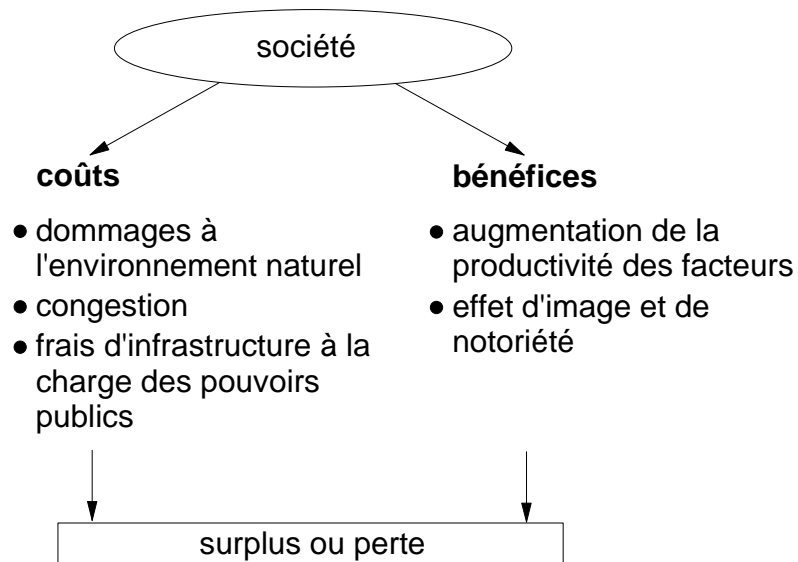 société
coûts
• dommages à
l'environnement naturel
• congestion
• frais d'infrastructure à la
charge des pouvoirs
publics
bénéfices
• augmentation de la
productivité des facteurs
• effet d'image et de
notoriété
surplus ou perte